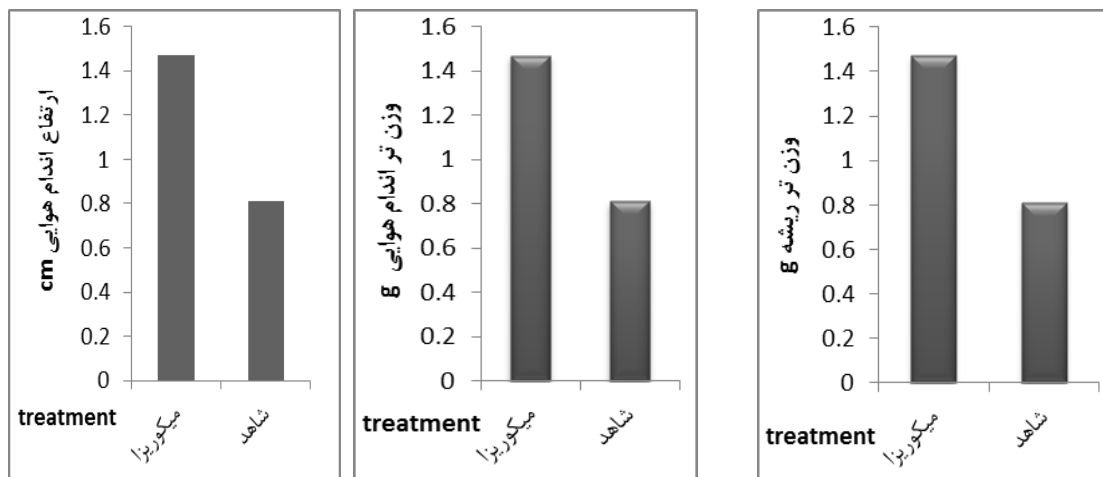 ارتفاع اندام هوایی cm
1.6
1.4
1.2
1
0.8
0.6
0.4
0.2
0
treatment
میکوریزا
شاهد
وزن تر اندام هوایی g
1.6
1.4
1.2
1
0.8
0.6
0.4
0.2
0
treatment
میکوریزا
شاهد
وزن تر ریشه g
1.6
1.4
1.2
1
0.8
0.6
0.4
0.2
0
treatment
میکوریزا
شاهد